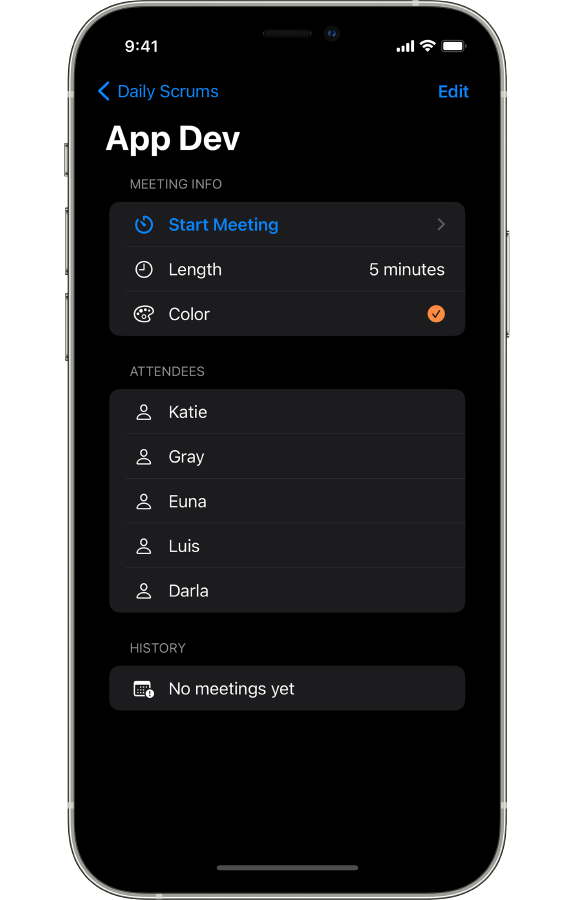 9:41
Daily Scrums
Edit
App Dev
MEETING INFO
Start Meeting
Length 5 minutes
Color
ATTENDEES
Katie
Gray
Euna
Luis
Darla
HISTORY
No meetings yet